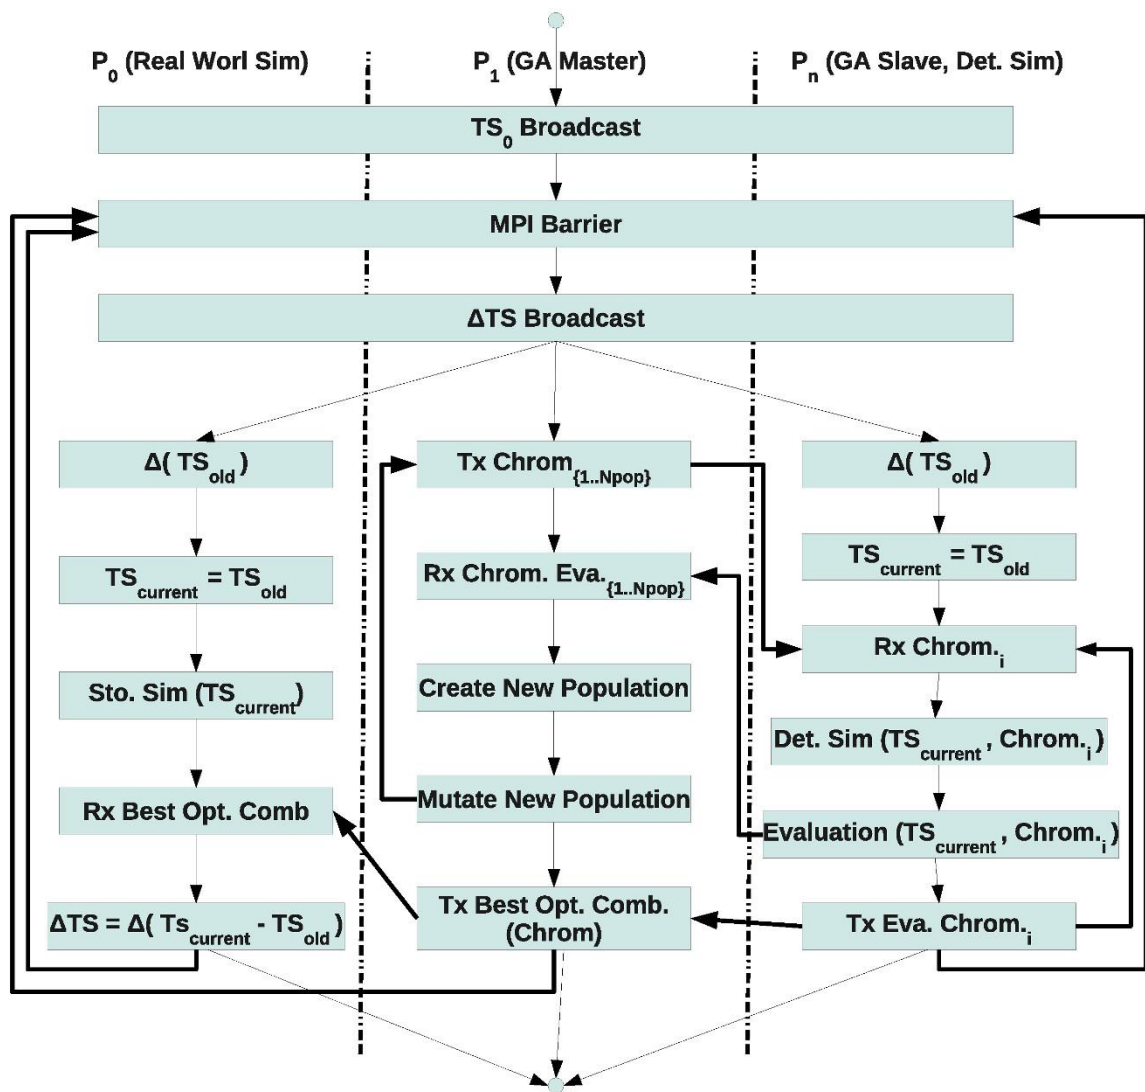 P0 (Real Worl Sim)
P1 (GA Master)
Pn (GA Slave, Det. Sim)
TS0 Broadcast
MPI Barrier
ΔTS Broadcast
Δ( TSold )
TScurrent = TSold
Sto. Sim (TScurrent)
Rx Best Opt. Comb
ΔTS = Δ( Tscurrent - TSold )
Tx Chrom{1..Npop}
Rx Chrom. Eva.{1..Npop}
Create New Population
Mutate New Population
Tx Best Opt. Comb.
(Chrom)
Δ( TSold )
TScurrent = TSold
Rx Chrom.i
Det. Sim (TScurrent , Chrom.i )
Evaluation (TScurrent , Chrom.i )
Tx Eva. Chrom.i